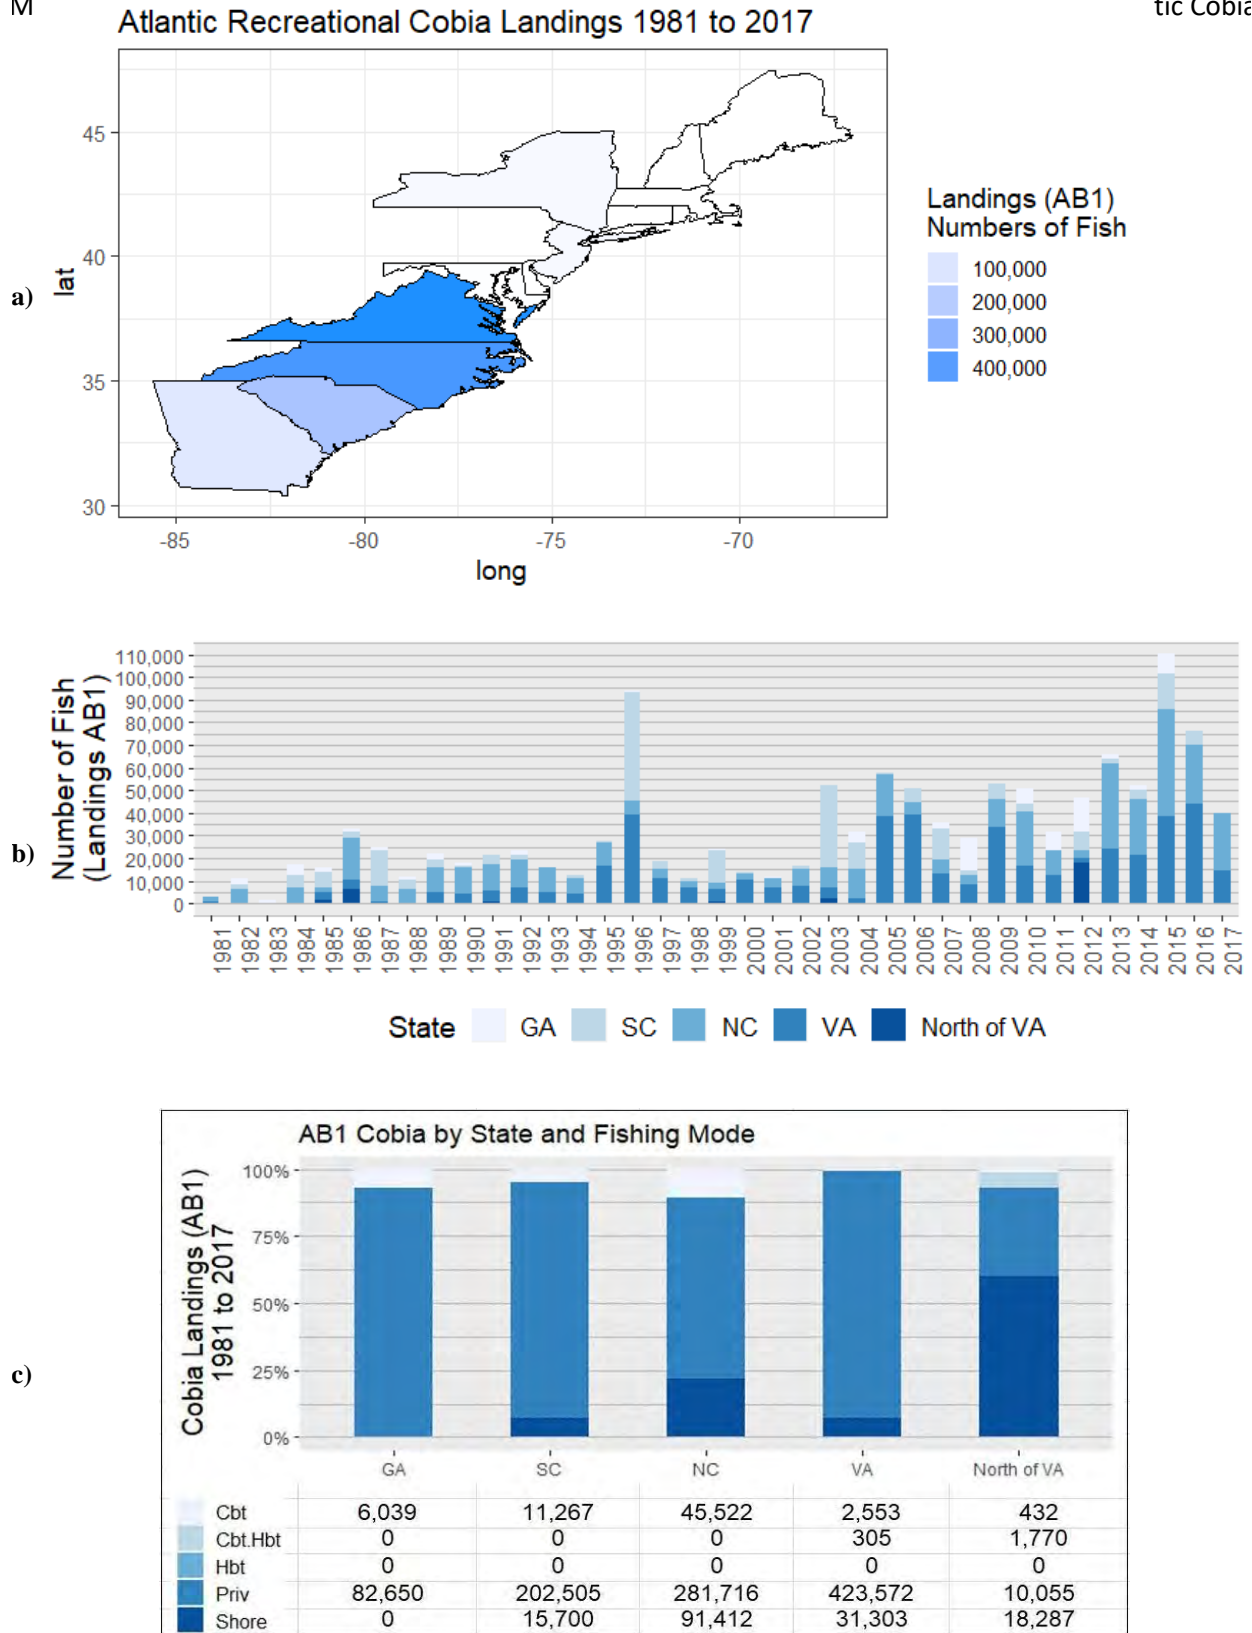 M tic Cobia
Atlantic Recreational Cobia Landings 1981 to 2017
a)
lat
45
40
35
30
-85 -80 -75 -70
long
Landings (AB1)
Numbers of Fish
100,000
200,000
300,000
400,000
b)
Number of Fish
(Landings AB1)
110,000
100,000
90,000
80,000
70,000
60,000
50,000
40,000
30,000
20,000
10,000
0
1981 1982 1983 1984 1985 1986 1987 1988 1989 1990 1991 1992 1993 1994 1995 1996 1997 1998 1999 2000 2001 2002 2003 2004 2005 2006 2007 2008 2009 2010 2011 2012 2013 2014 2015 2016 2017
State GA SC NC VA North of VA
c)
AB1 Cobia by State and Fishing Mode
Cobia Landings (AB1)
1981 to 2017
100%
75%
50%
25%
0%
GA SC NC VA North of VA
Cbt 6,039 11,267 45,522 2,553 432
Cbt.Hbt 0 0 0 305 1,770
Hbt 0 0 0 0 0
Priv 82,650 202,505 281,716 423,572 10,055
Shore 0 15,700 91,412 31,303 18,287